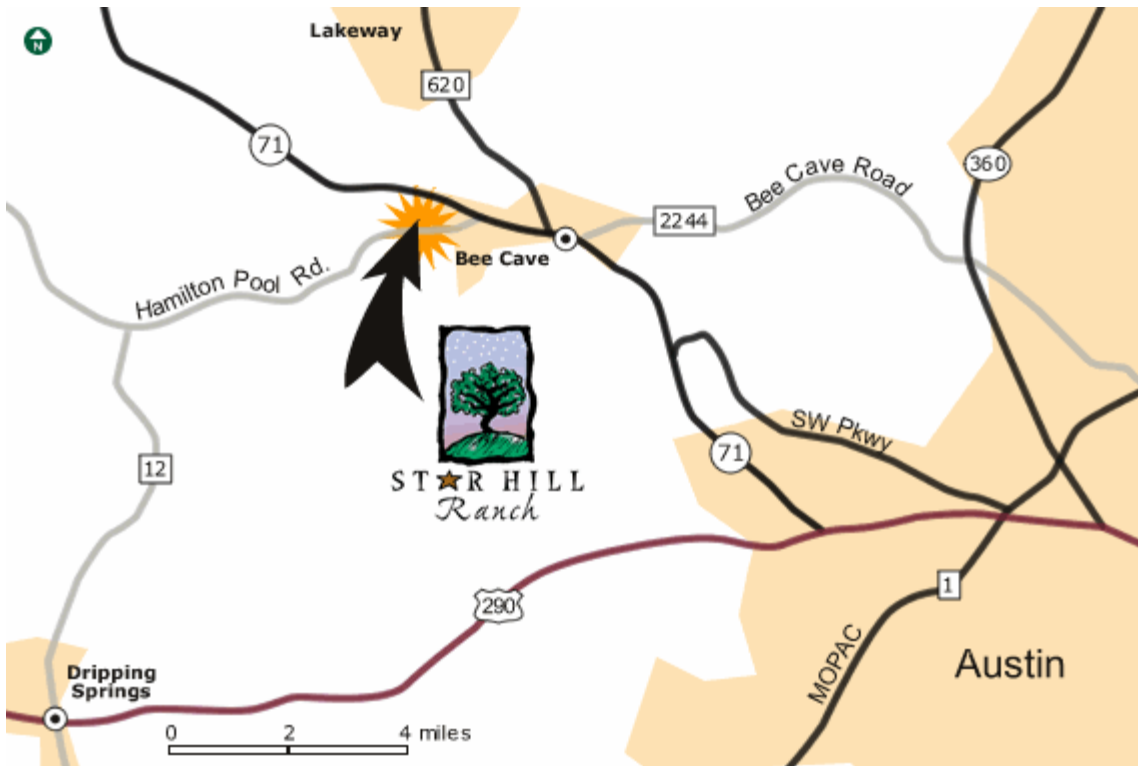 N
Lakeway
620
71
360
Bee Cave Road
2244
Bee Cave
Hamilton Pool Rd.
SW Pkwy
71
12
STAR HILL
Ranch
290
1
MOPAC
Austin
Dripping
Springs
0 2 4 miles